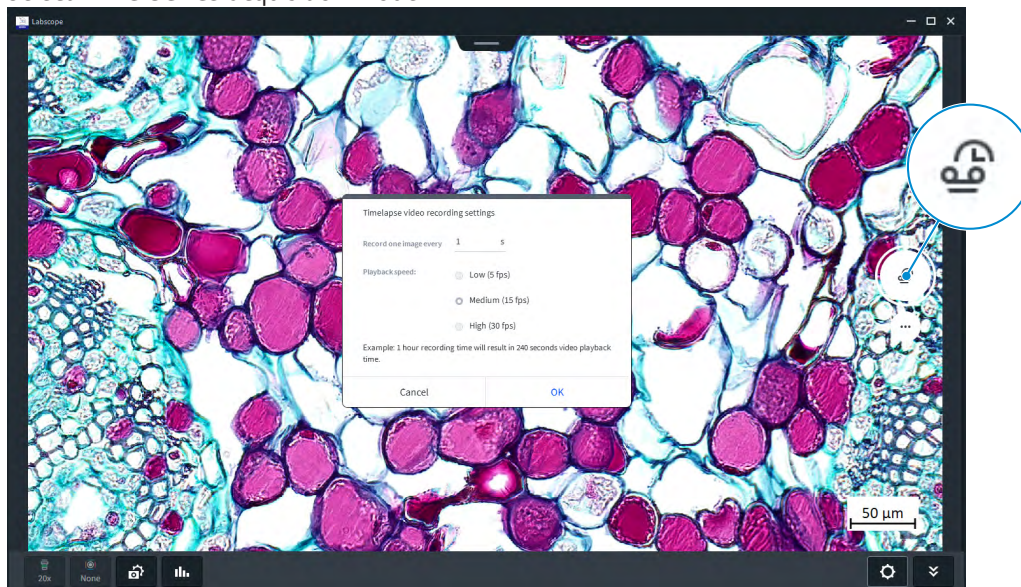 Labscope
Timelapse video recording settings
Record one image every 1 s
Playback speed:
Low (5 fps)
Medium (15 fps)
High (30 fps)
Example: 1 hour recording time will result in 240 seconds video playback
time.
Cancel OK
50 µm
20x None